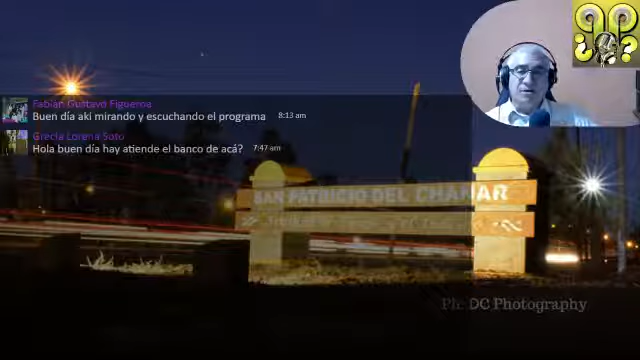 Fabian Gustavo Figueroa
Buen día aki mirando y escuchando el programa 8:13 am
Grecia Lorena Soto
Hola buen día hay atiende el banco de acá? 7:47 am
SAN PATRICIO DEL CHAÑAR
Ph: DC Photography
¿?